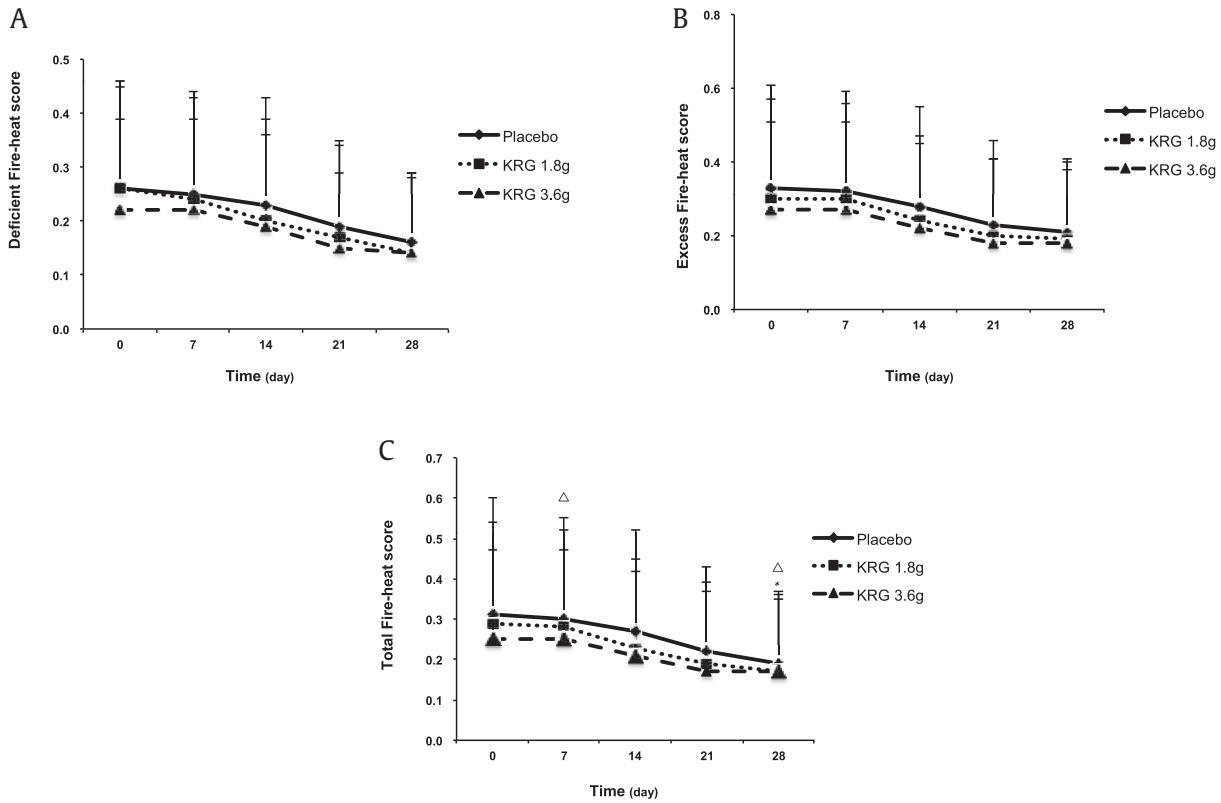 A
Deficient Fire-heat score
0.5
0.4
0.3
0.2
0.1
0.0
0 7 14 21 28
Time (day)
Placebo
KRG 1.8g
KRG 3.6g
B
Excess Fire-heat score
0.8
0.6
0.4
0.2
0.0
0 7 14 21 28
Time (day)
Placebo
KRG 1.8g
KRG 3.6g
C
Total Fire-heat score
0.7
0.6
0.5
0.4
0.3
0.2
0.1
0.0
△
△
*
0 7 14 21 28
Time (day)
Placebo
KRG 1.8g
KRG 3.6g